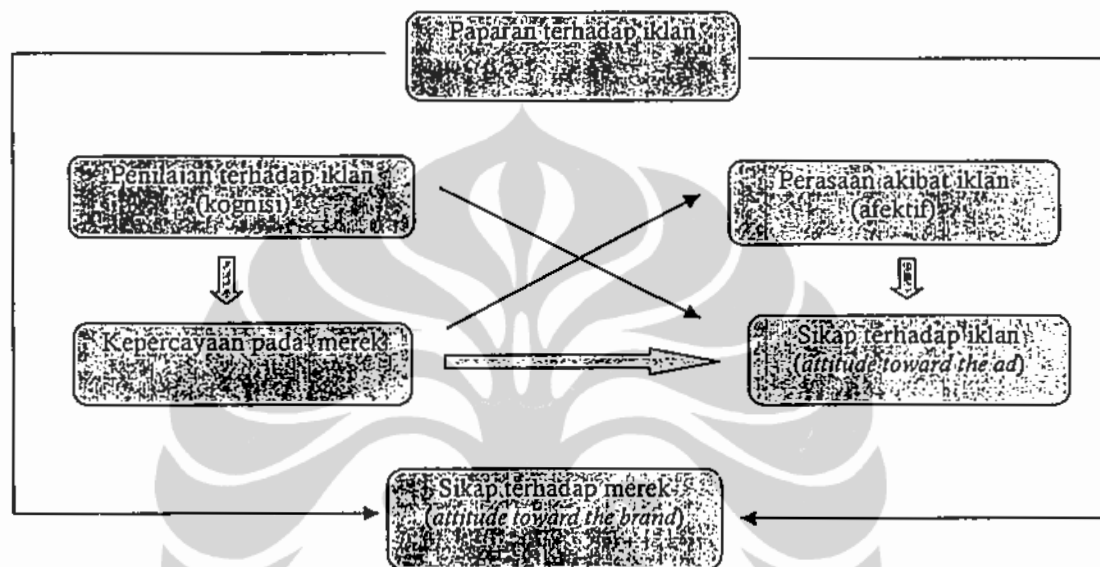 Paparan terhadap iklan
Penilaian terhadap iklan
(kognisi)
Perasaan akibat iklan
(afektif)
Kepercayaan pada merek
Sikap terhadap iklan
(attitude toward the ad)
Sikap terhadap merek
(attitude toward the brand)